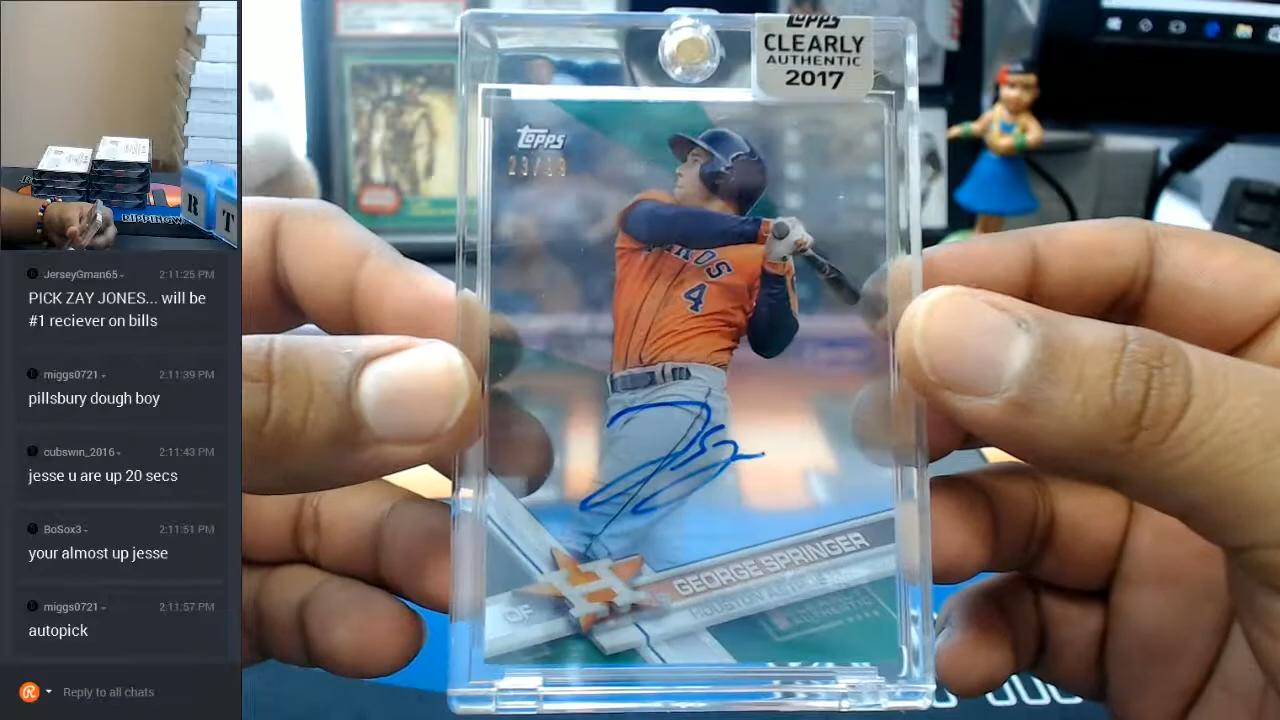 JerseyGman65
2:11:25 PM
PICK ZAY JONES... will be
#1 reciever on bills
miggs0721
2:11:39 PM
pillsbury dough boy
cubswin_2016
2:11:43 PM
jesse u are up 20 secs
BoSox3
2:11:51 PM
your almost up jesse
miggs0721
2:11:57 PM
autopick
Reply to all chats
RIPPINGW
R T
TOPPS
CLEARLY
AUTHENTIC
2017
Topps
4
GEORGE SPRINGER
OF